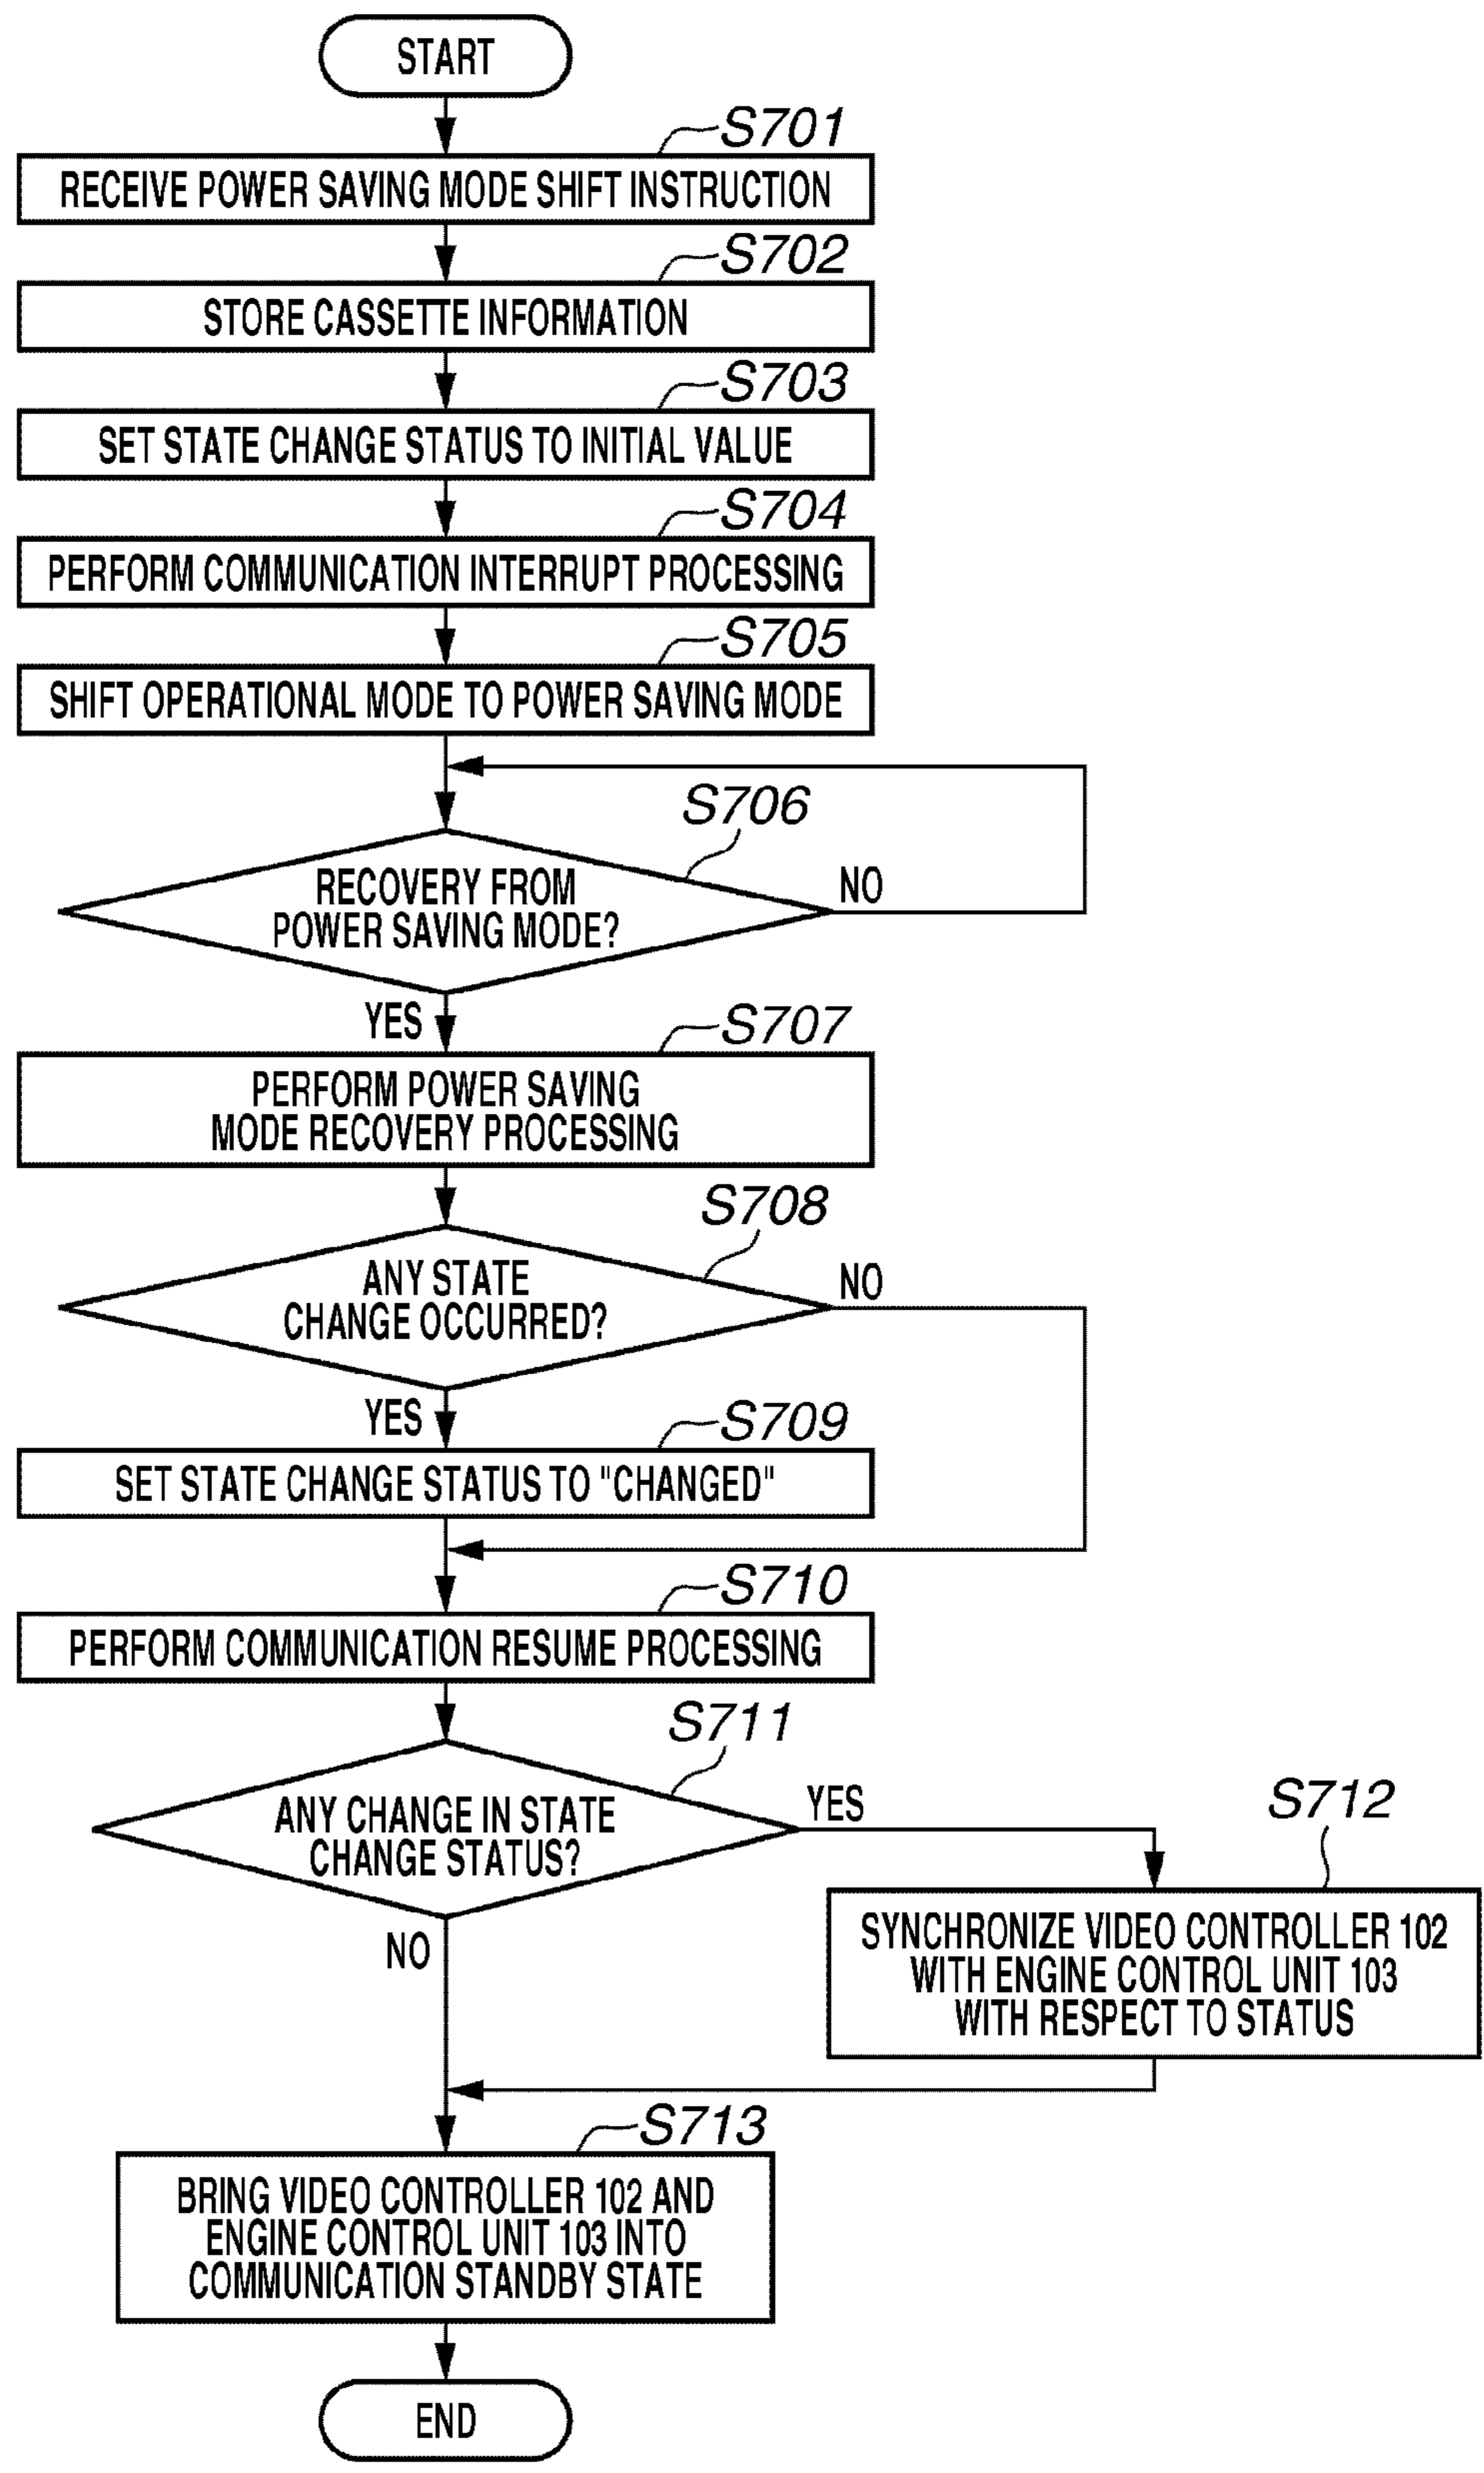 START
S701
RECEIVE POWER SAVING MODE SHIFT INSTRUCTION
S702
STORE CASSETTE INFORMATION
S703
SET STATE CHANGE STATUS TO INITIAL VALUE
S704
PERFORM COMMUNICATION INTERRUPT PROCESSING
S705
SHIFT OPERATIONAL MODE TO POWER SAVING MODE
S706
RECOVERY FROM
POWER SAVING MODE?
NO
YES
S707
PERFORM POWER SAVING
MODE RECOVERY PROCESSING
S708
ANY STATE
CHANGE OCCURRED?
NO
YES
S709
SET STATE CHANGE STATUS TO "CHANGED"
S710
PERFORM COMMUNICATION RESUME PROCESSING
S711
ANY CHANGE IN STATE
CHANGE STATUS?
YES
NO
S712
SYNCHRONIZE VIDEO CONTROLLER 102
WITH ENGINE CONTROL UNIT 103
WITH RESPECT TO STATUS
S713
BRING VIDEO CONTROLLER 102 AND
ENGINE CONTROL UNIT 103 INTO
COMMUNICATION STANDBY STATE
END